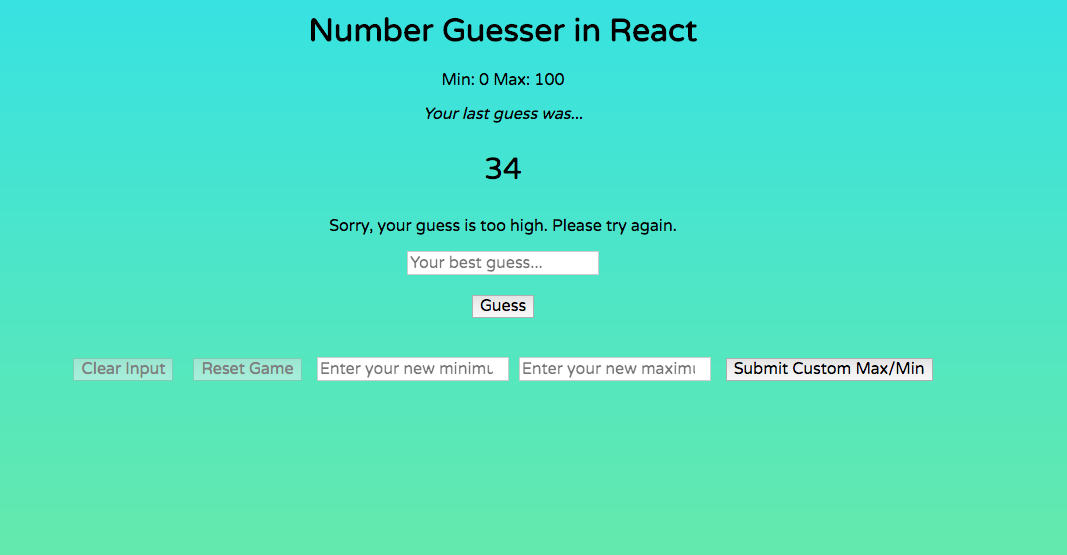 Number Guesser in React
Min: 0 Max: 100
Your last guess was...
34
Sorry, your guess is too high. Please try again.
Your best guess...
Guess
Clear Input Reset Game Enter your new minimu Enter your new maximu Submit Custom Max/Min